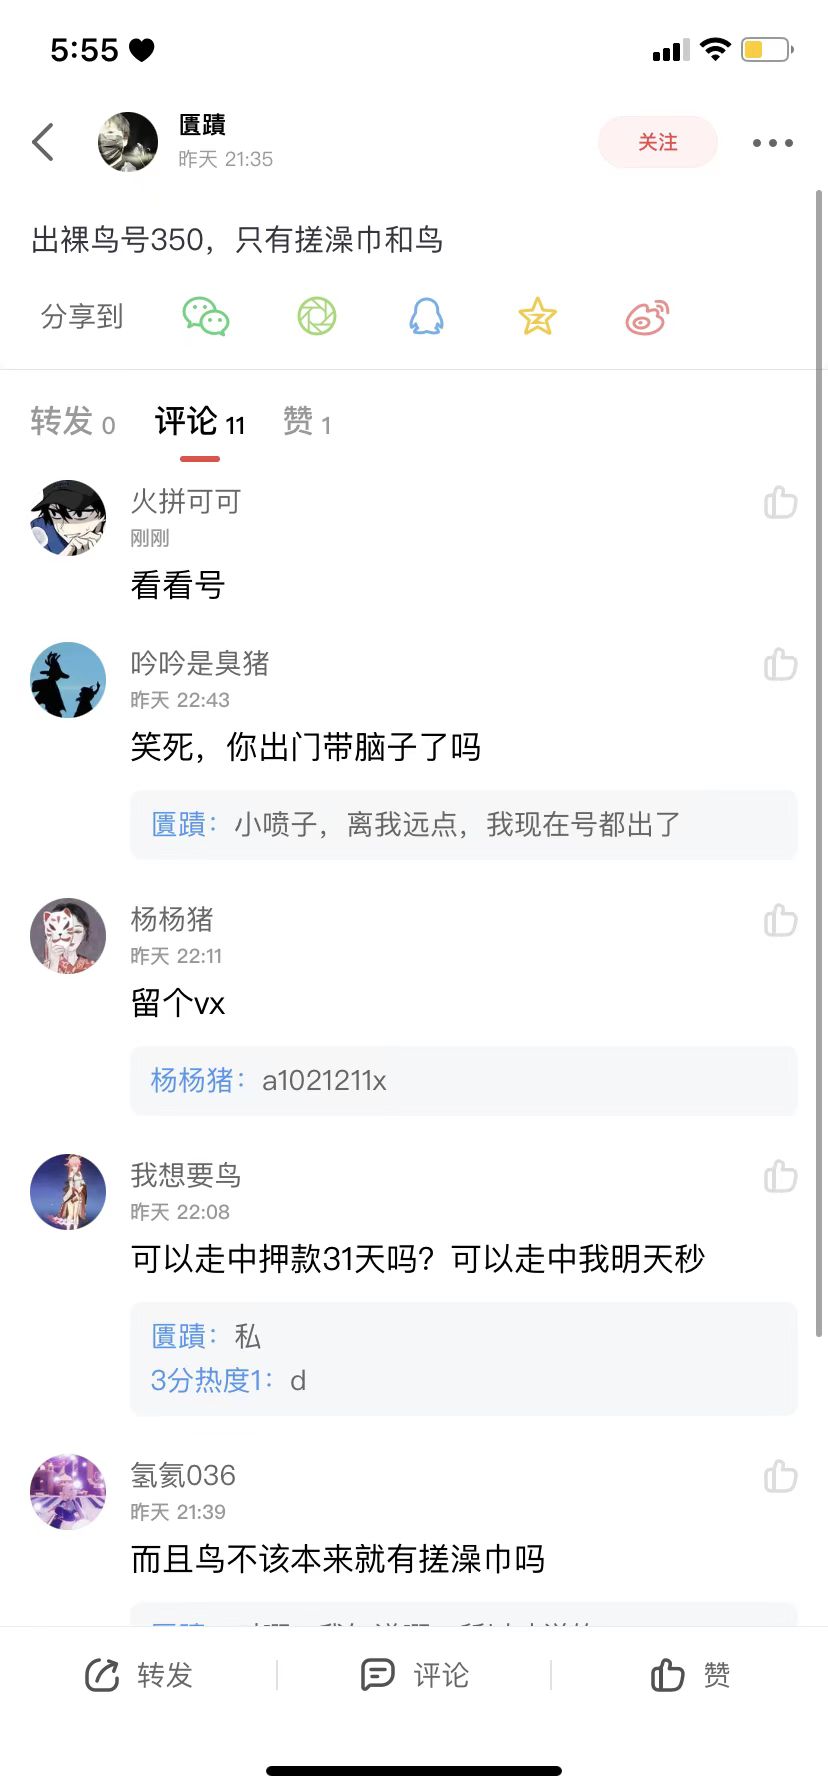 5:55
匱蹟
昨天 21:35
关注
出裸鸟号350，只有搓澡巾和鸟
分享到
转发 0 评论 11 赞 1
火拼可可
刚刚
看看号
吟吟是臭猪
昨天 22:43
笑死，你出门带脑子了吗
匱蹟：小喷子，离我远点，我现在号都出了
杨杨猪
昨天 22:11
留个vx
杨杨猪：a1021211x
我想要鸟
昨天 22:08
可以走中押款31天吗？可以走中我明天秒
匱蹟：私
3分热度1：d
氢氦036
昨天 21:39
而且鸟不该本来就有搓澡巾吗
转发 评论 赞